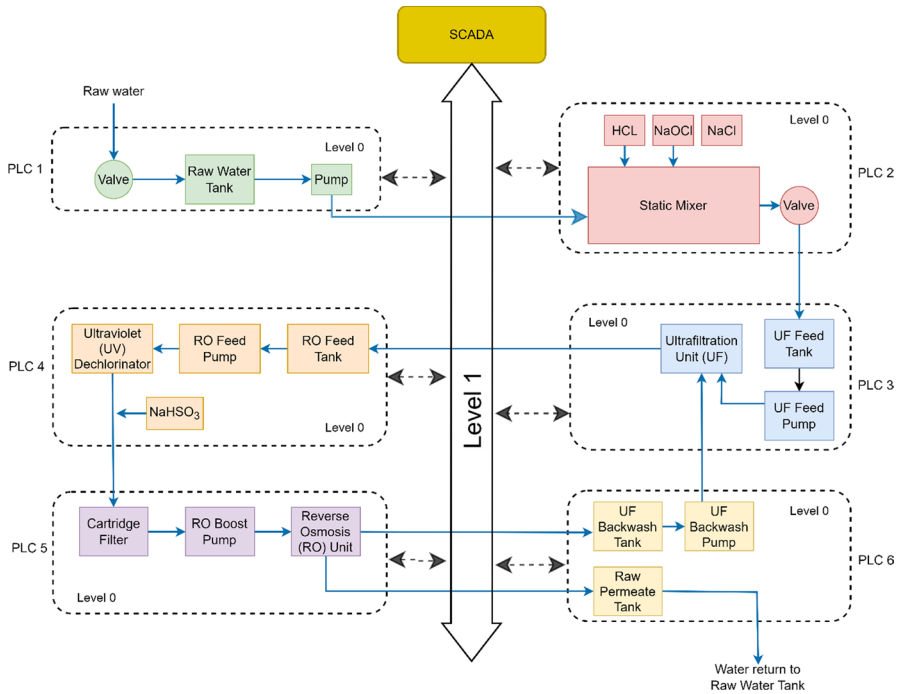 SCADA
Raw water
PLC 1
Level 0
Valve
Raw Water
Tank
Pump
Level 0
HCL
NaOCI
NaCl
Static Mixer
Valve
PLC 2
Level 1
PLC 4
Ultraviolet
(UV)
Dechlorinator
RO Feed
Pump
RO Feed
Tank
NaHSO₃
Level 0
Level 0
Ultrafiltration
Unit (UF)
UF Feed
Tank
UF Feed
Pump
PLC 3
PLC 5
Cartridge
Filter
RO Boost
Pump
Reverse
Osmosis
(RO) Unit
Level 0
UF
Backwash
Tank
UF
Backwash
Pump
Level 0
Raw
Permeate
Tank
PLC 6
Water return to
Raw Water Tank